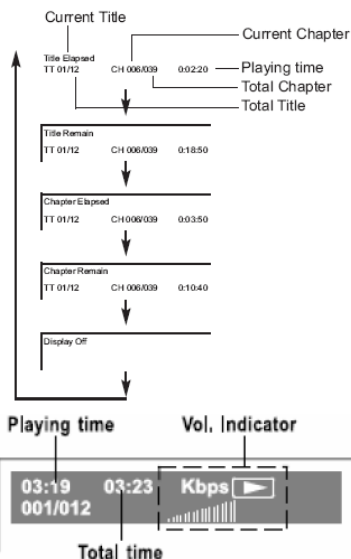 Current Title
Current Chapter
Title Elapsed
TT 01/12 CH 006/039 0:02:20 Playing time
Total Chapter
Total Title
Title Remain
TT 01/12 CH 006/039 0:18:50
Chapter Elapsed
TT 01/12 CH 006/039 0:03:50
Chapter Remain
TT 01/12 CH 006/039 0:10:40
Display Off
Playing time Vol. Indicator
03:19 03:23 Kbps
001/012
Total time